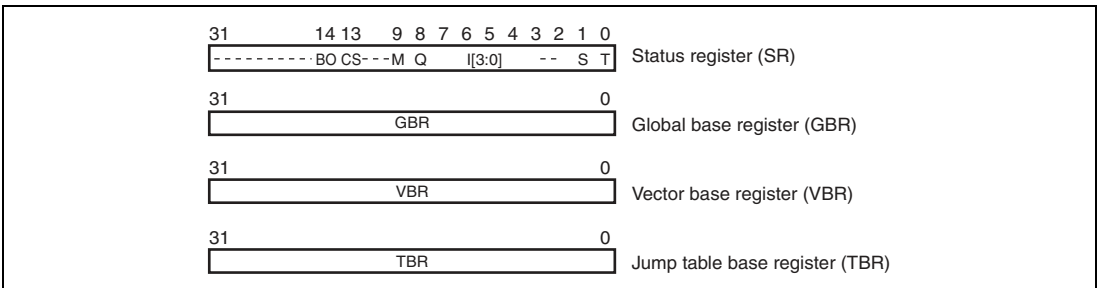 31 14 13 9 8 7 6 5 4 3 2 1 0
- - - - - - - - - - BO CS - - - M Q I[3:0] - - S T Status register (SR)
31 0
GBR Global base register (GBR)
31 0
VBR Vector base register (VBR)
31 0
TBR Jump table base register (TBR)